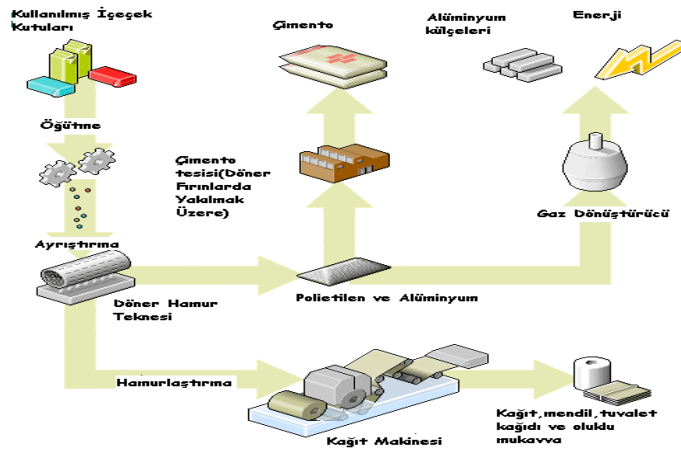 Kullanılmış İçeçek
Kutuları
Çimento
Alüminyum
külçeleri
Enerji
Öğütme
Çimento
tesisi(Döner
Fırınlarda
Yakılmak
Üzere)
Gaz Dönüştürücü
Ayrıştırma
Döner Hamur
Teknesi
Polietilen ve Alüminyum
Hamurlaştırma
Kağıt Makinesi
Kağıt,mendil,tuvalet
kağıdı ve oluklu
mukavva